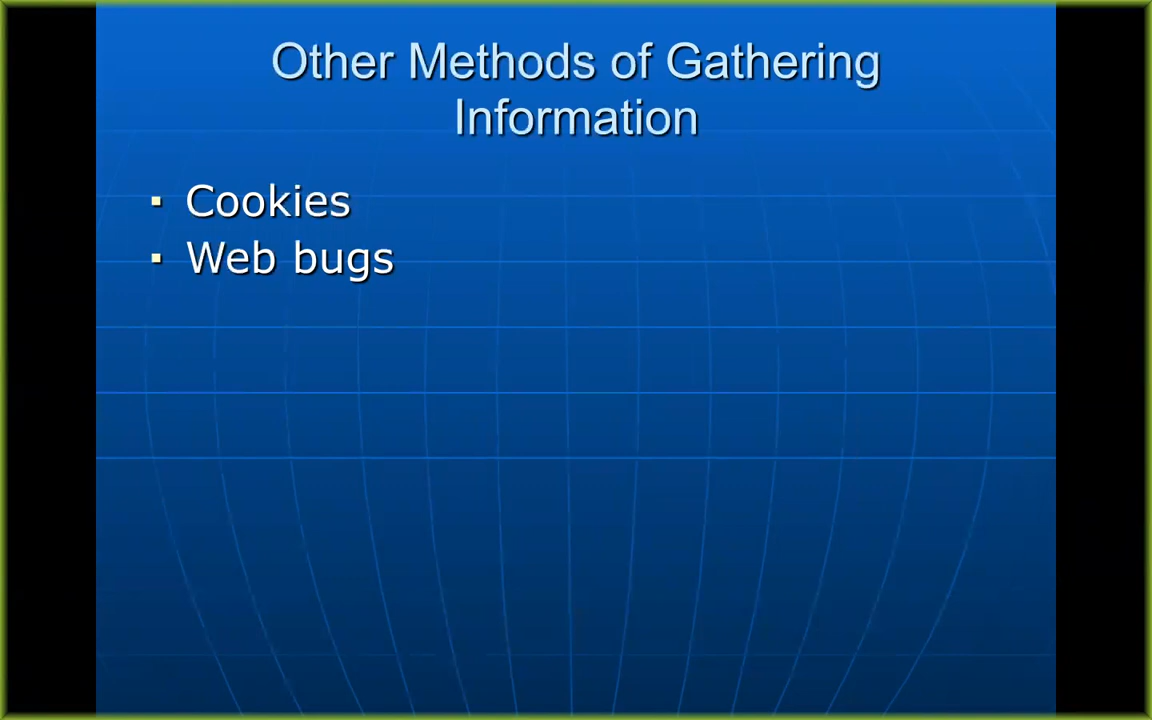 Other Methods of Gathering
Information
▪ Cookies
▪ Web bugs